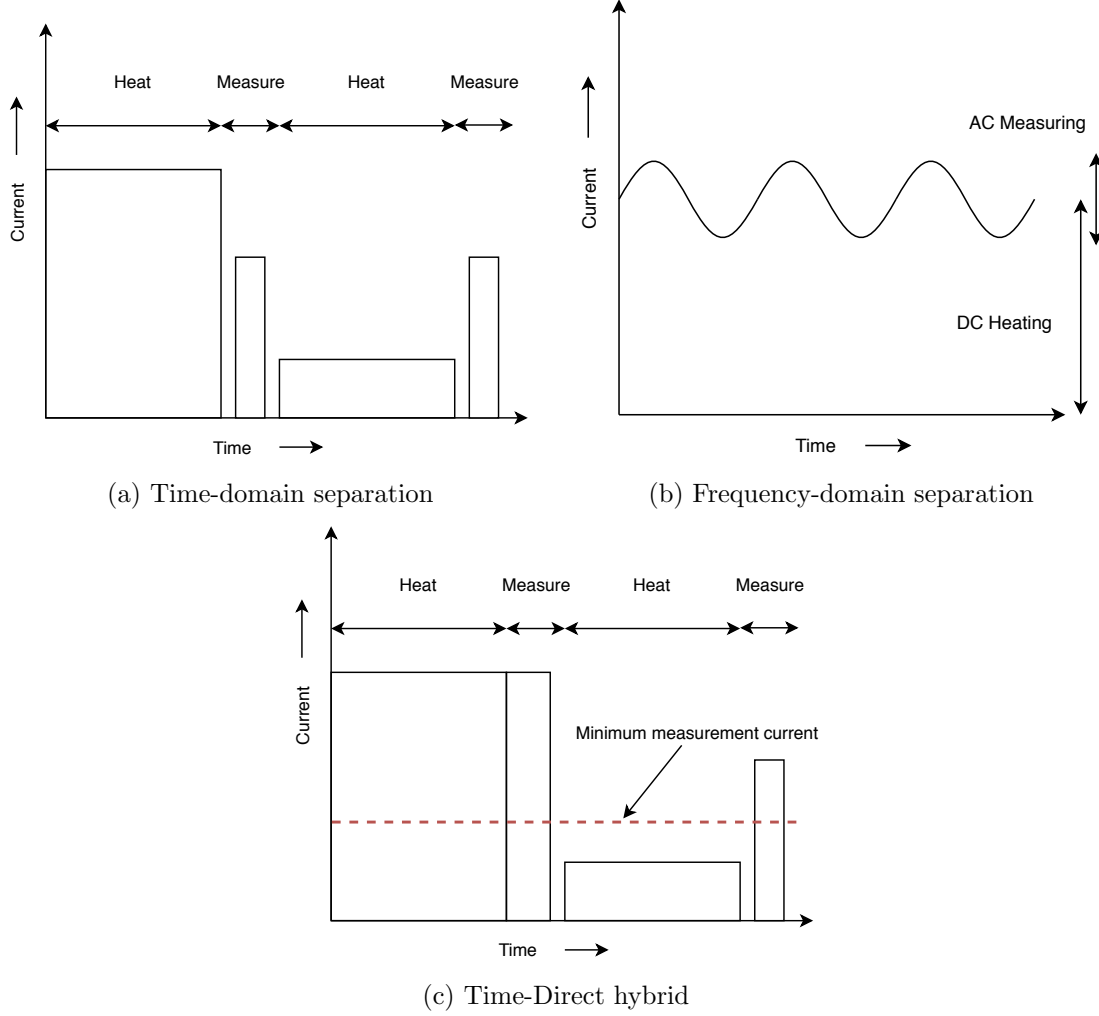 Heat Measure Heat Measure
Current
Time
(a) Time-domain separation
AC Measuring
Current
DC Heating
Time
(b) Frequency-domain separation
Heat Measure Heat Measure
Current
Minimum measurement current
Time
(c) Time-Direct hybrid